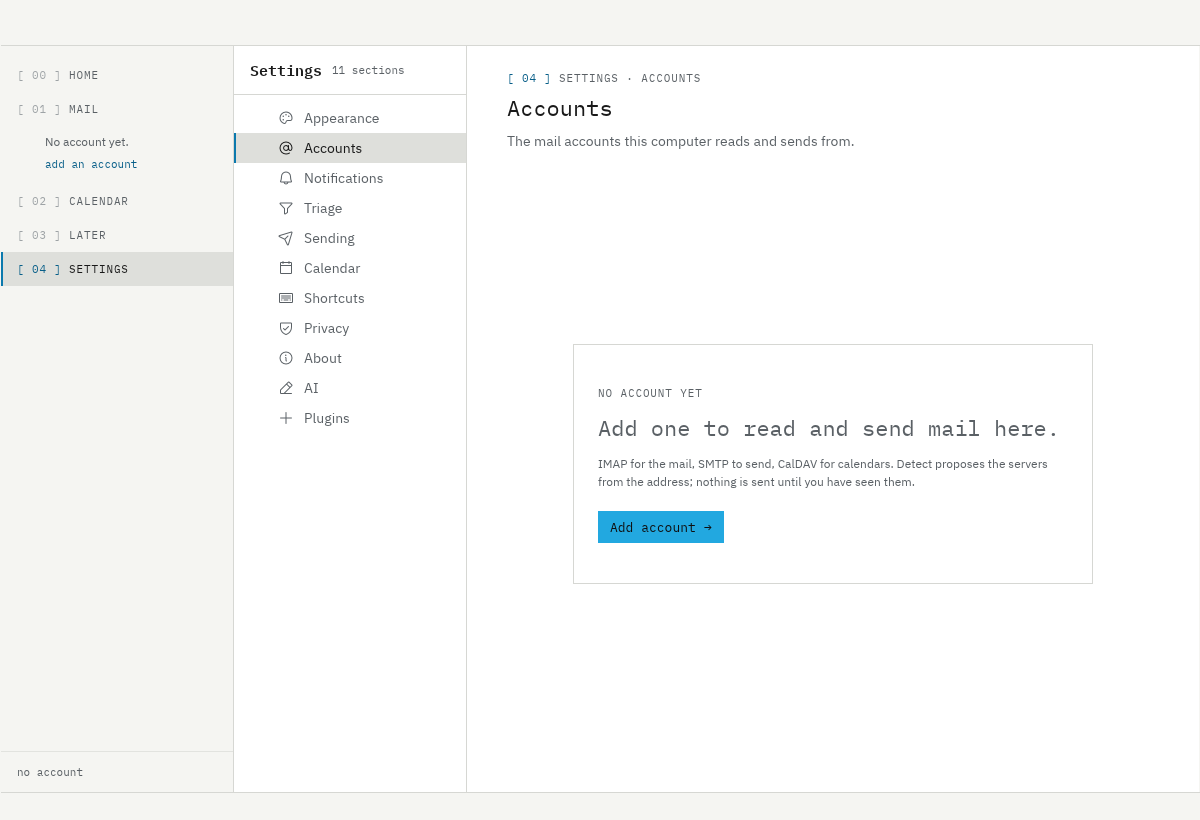 [ 00 ] HOME
[ 01 ] MAIL
No account yet.
add an account
[ 02 ] CALENDAR
[ 03 ] LATER
[ 04 ] SETTINGS
no account
Settings 11 sections
Appearance
Accounts
Notifications
Triage
Sending
Calendar
Shortcuts
Privacy
About
AI
Plugins
[ 04 ] SETTINGS · ACCOUNTS
Accounts
The mail accounts this computer reads and sends from.
NO ACCOUNT YET
Add one to read and send mail here.
IMAP for the mail, SMTP to send, CalDAV for calendars. Detect proposes the servers
from the address; nothing is sent until you have seen them.
Add account →